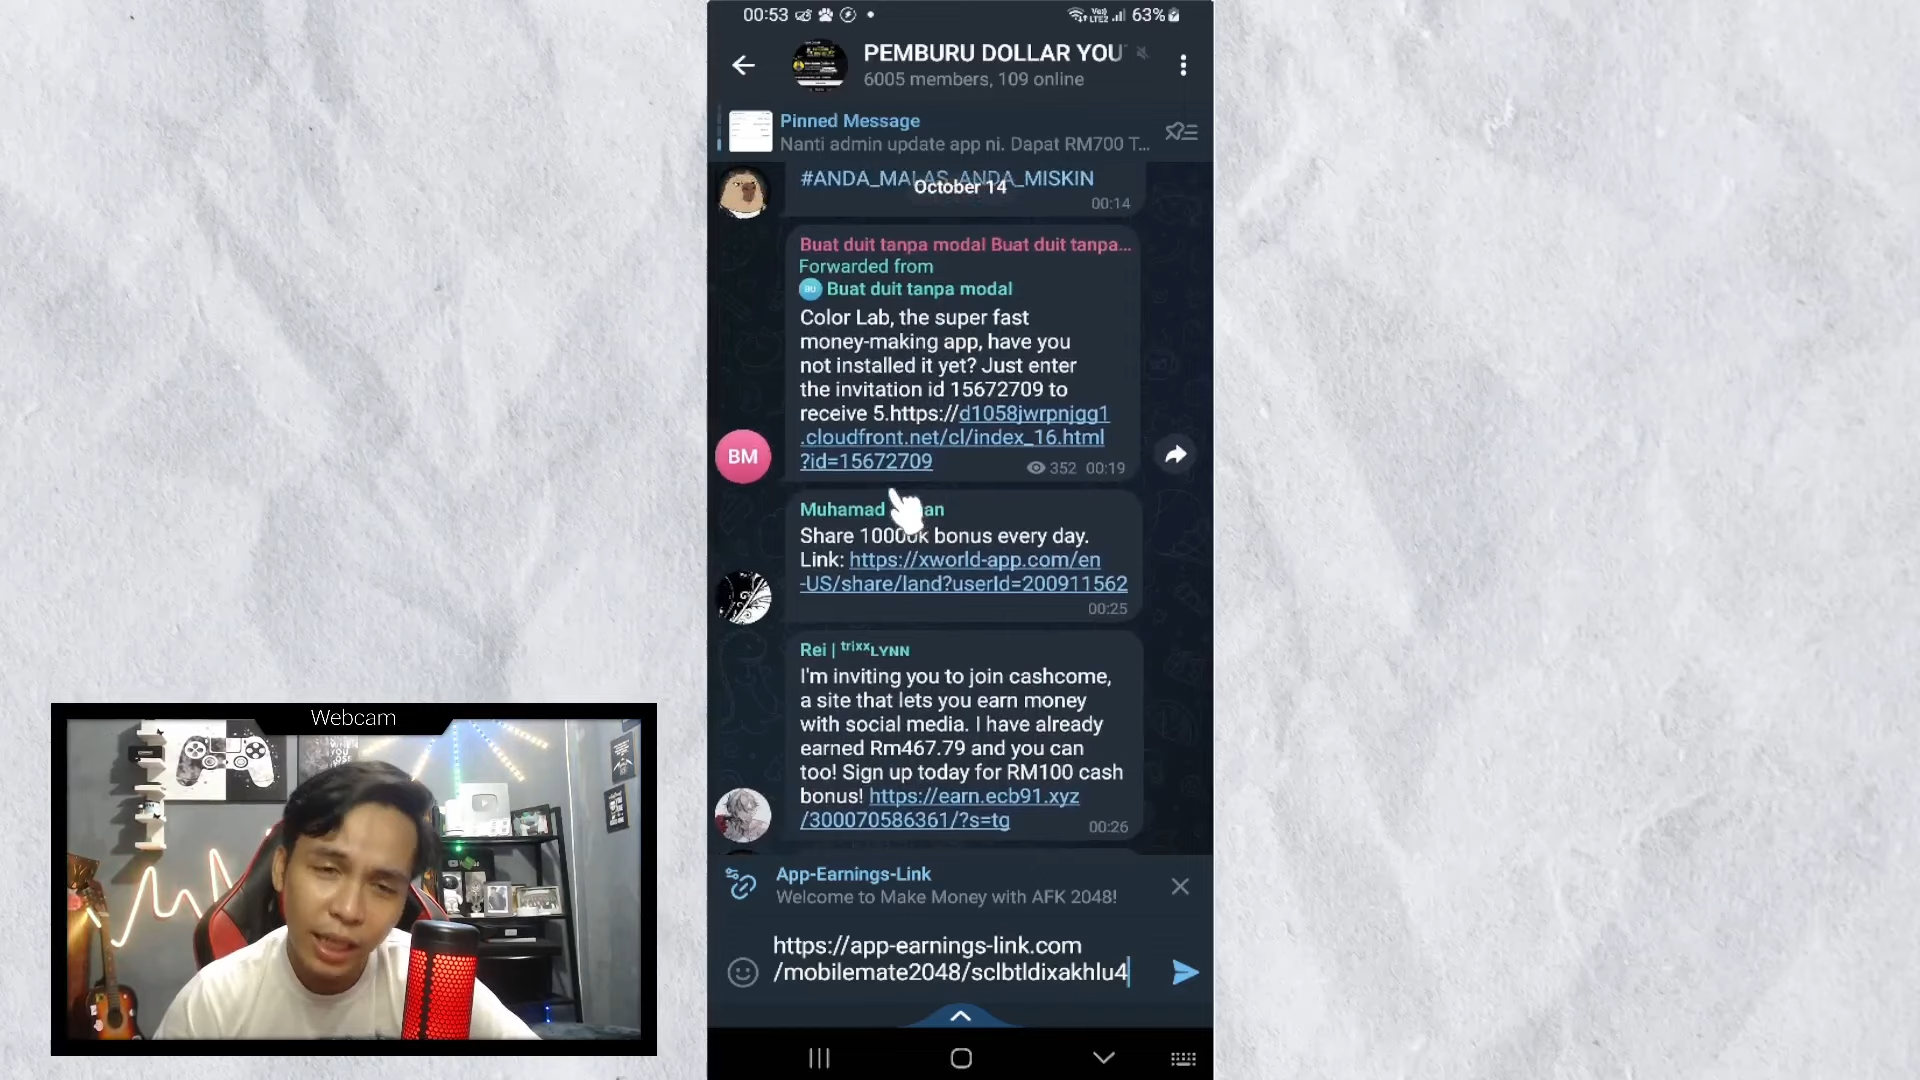 00:53
63%
PEMBURU DOLLAR YOU
6005 members, 109 online
Pinned Message
Nanti admin update app ni. Dapat RM700 T...
#ANDA_MALAS_ANDA_MISKIN
October 14
00:14
Buat duit tanpa modal Buat duit tanpa...
Forwarded from
Buat duit tanpa modal
Color Lab, the super fast
money-making app, have you
not installed it yet? Just enter
the invitation id 15672709 to
receive 5.https://d1058jwrpnjgg1
.cloudfront.net/cl/index_16.html
?id=15672709
352 00:19
BM
Muhamad
Share 10000k bonus every day.
Link: https://xworld-app.com/en
-US/share/land?userId=200911562
00:25
Rei | trixxLYNN
I'm inviting you to join cashcome,
a site that lets you earn money
with social media. I have already
earned Rm467.79 and you can
too! Sign up today for RM100 cash
bonus! https://earn.ecb91.xyz
/300070586361/?s=tg
00:26
App-Earnings-Link
Welcome to Make Money with AFK 2048!
https://app-earnings-link.com
/mobilemate2048/sclbtldixakhlu4
Webcam